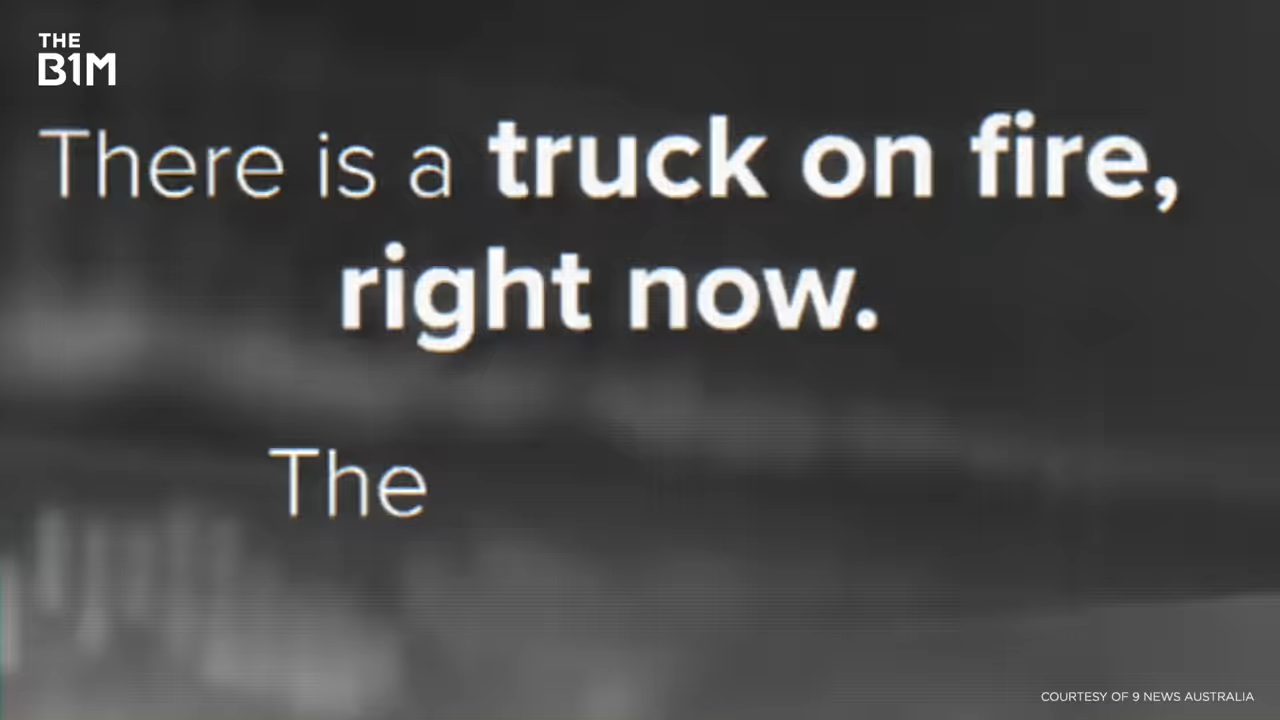 THE
B1M
There is a truck on fire,
right now.
The
COURTESY OF 9 NEWS AUSTRALIA